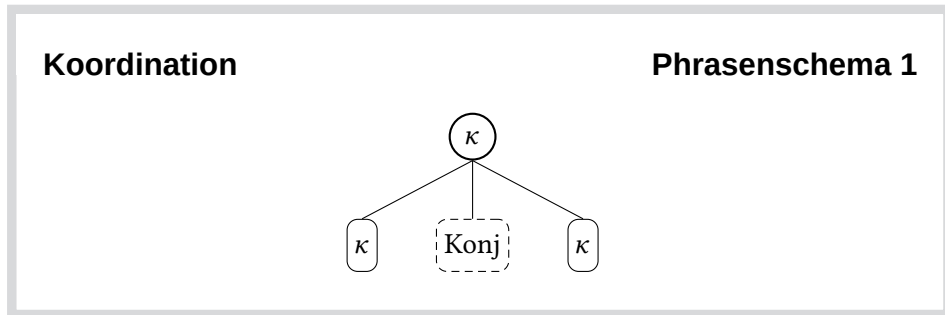 Koordination Phrasenschema 1
κ
κ Konj κ